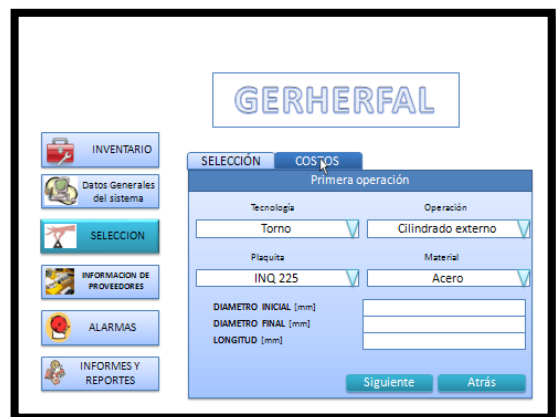 GERHERFAL
INVENTARIO
Datos Generales
del sistema
SELECCION
INFORMACION DE
PROVEEDORES
ALARMAS
INFORMES Y
REPORTES
SELECCIÓN
COSTOS
Primera operación
Tecnología
Operación
Torno
Cilindrado externo
Plaquita
Material
INQ 225
Acero
DIAMETRO INICIAL [mm]
DIAMETRO FINAL [mm]
LONGITUD [mm]
Siguiente
Atrás